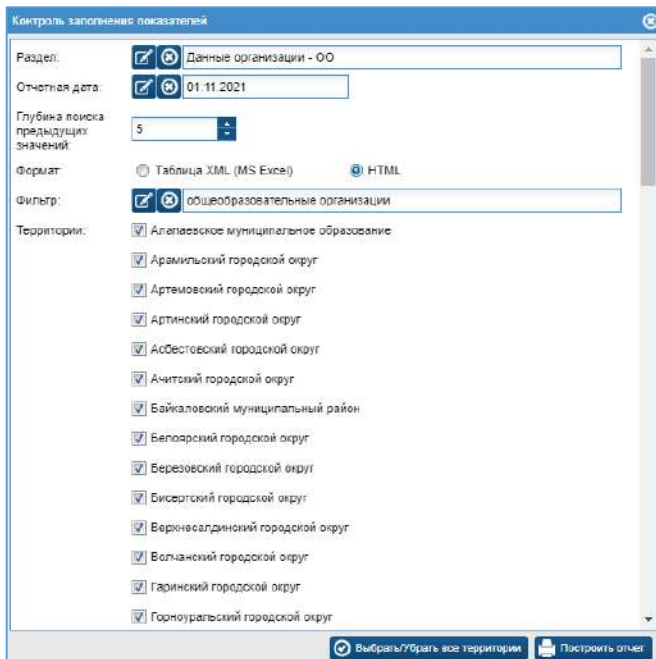 Контроль заполнения показателей
Раздел: Данные организации - ОО
Отчетная дата: 01.11.2021
Глубина поиска
предыдущих
значений: 5
Формат: Таблица XML (MS Excel) HTML
Фильтр: общеобразовательные организации
Территории: Алапаевское муниципальное образование
Арамильский городской округ
Артемовский городской округ
Артинский городской округ
Асбестовский городской округ
Ачитский городской округ
Байкаловский муниципальный район
Белоярский городской округ
Березовский городской округ
Бисертский городской округ
Верхнесалдинский городской округ
Волчанский городской округ
Гаринский городской округ
Горноуральский городской округ
Выбрать/Убрать все территории Построить отчет